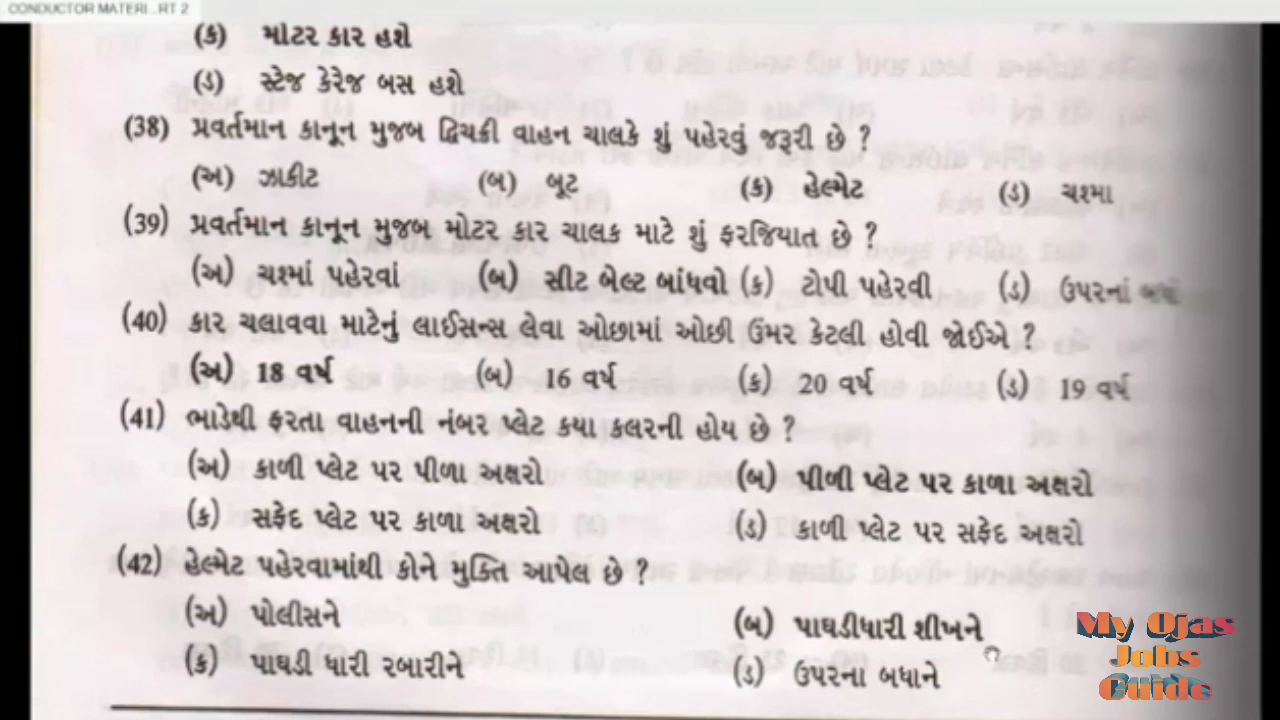 CONDUCTOR MATERI...RT 2
(ક) મોટર કાર હશે
(ડ) સ્ટેજ કેરેજ બસ હશે
(38) પ્રવર્તમાન કાનૂન મુજબ દ્વિચક્રી વાહન ચાલકે શું પહેરવું જરૂરી છે ?
(અ) ઝાકીટ (બ) બૂટ (ક) હેલ્મેટ (ડ) ચશ્મા
(39) પ્રવર્તમાન કાનૂન મુજબ મોટર કાર ચાલક માટે શું ફરજિયાત છે ?
(અ) ચશ્માં પહેરવાં (બ) સીટ બેલ્ટ બાંધવો (ક) ટોપી પહેરવી (ડ) ઉપરનાં
(40) કાર ચલાવવા માટેનું લાઈસન્સ લેવા ઓછામાં ઓછી ઉંમર કેટલી હોવી જોઈએ ?
(અ) 18 વર્ષ (બ) 16 વર્ષ (ક) 20 વર્ષ (ડ) 19 વર્ષ
(41) ભાડેથી ફરતા વાહનની નંબર પ્લેટ કયા કલરની હોય છે ?
(અ) કાળી પ્લેટ પર પીળા અક્ષરો (બ) પીળી પ્લેટ પર કાળા અક્ષરો
(ક) સફેદ પ્લેટ પર કાળા અક્ષરો (ડ) કાળી પ્લેટ પર સફેદ અક્ષરો
(42) હેલ્મેટ પહેરવામાંથી કોને મુક્તિ આપેલ છે ?
(અ) પોલીસને (બ) પાઘડીધારી શીખને
(ક) પાઘડી ધારી રબારીને (ડ) ઉપરના બધાને
My Ojas
Jobs
Guide